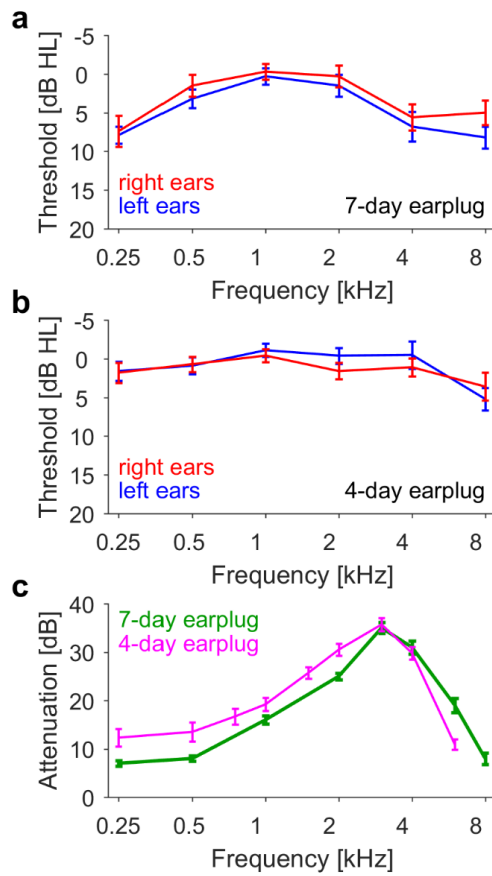 a
Threshold [dB HL]
-5
0
5
10
15
20
right ears
left ears
7-day earplug
0.25 0.5 1 2 4 8
Frequency [kHz]
b
Threshold [dB HL]
-5
0
5
10
15
20
right ears
left ears
4-day earplug
0.25 0.5 1 2 4 8
Frequency [kHz]
c
Attenuation [dB]
40
30
20
10
0
7-day earplug
4-day earplug
0.25 0.5 1 2 4 8
Frequency [kHz]